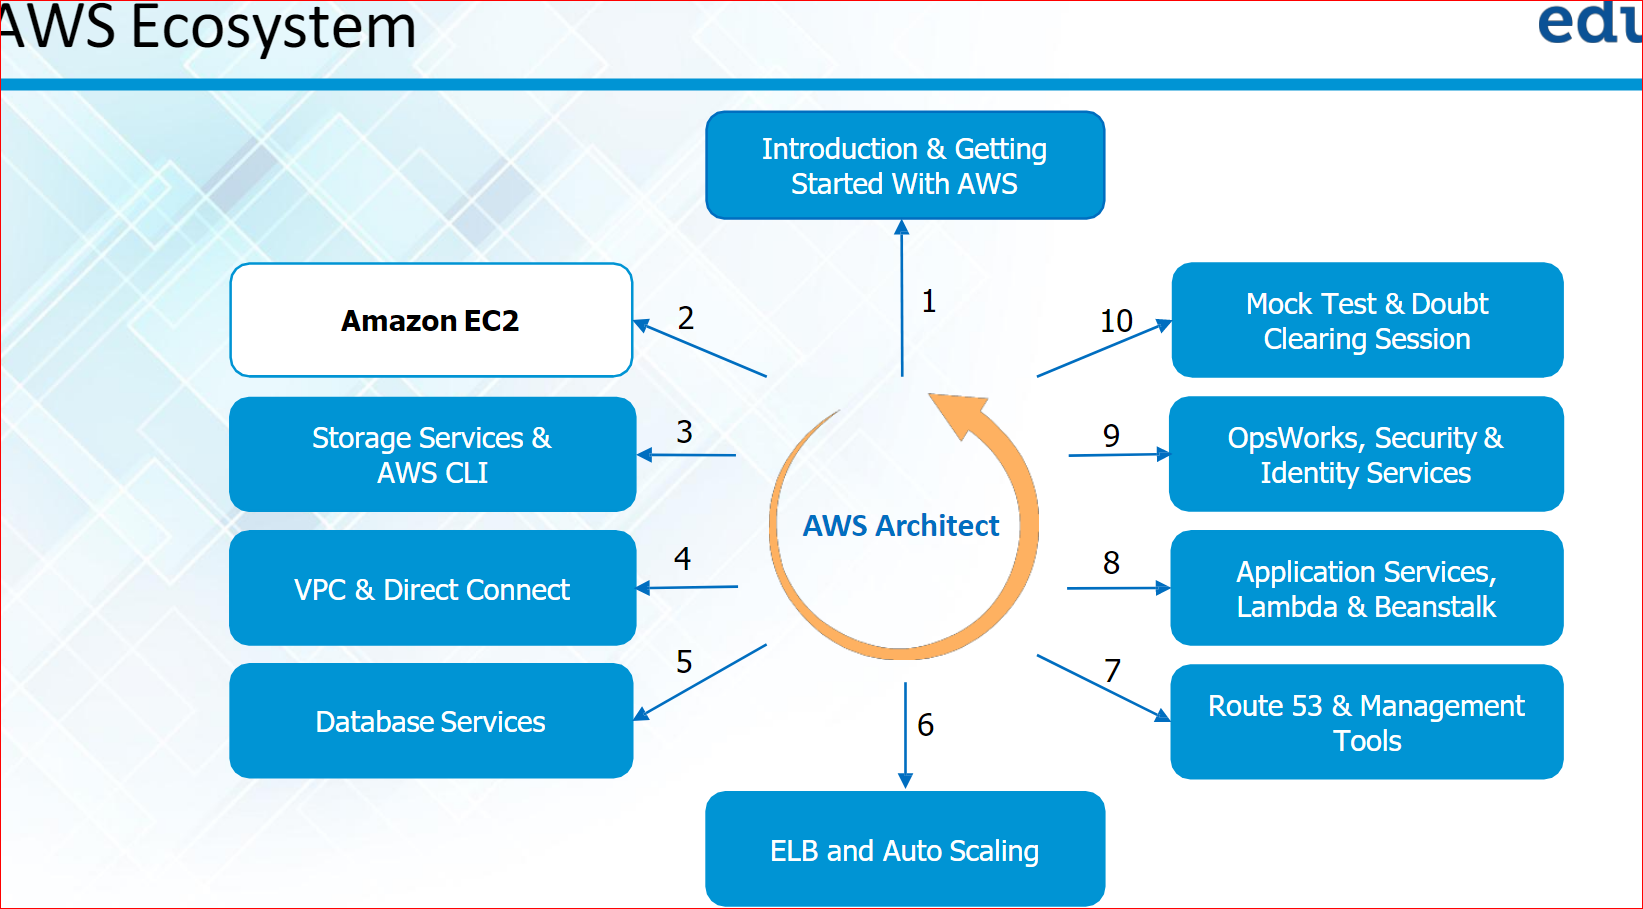 AWS Ecosystem
edu
Introduction & Getting
Started With AWS
1
Amazon EC2
2
Storage Services &
AWS CLI
3
VPC & Direct Connect
4
Database Services
5
ELB and Auto Scaling
6
Route 53 & Management
Tools
7
Application Services,
Lambda & Beanstalk
8
OpsWorks, Security &
Identity Services
9
Mock Test & Doubt
Clearing Session
10
AWS Architect